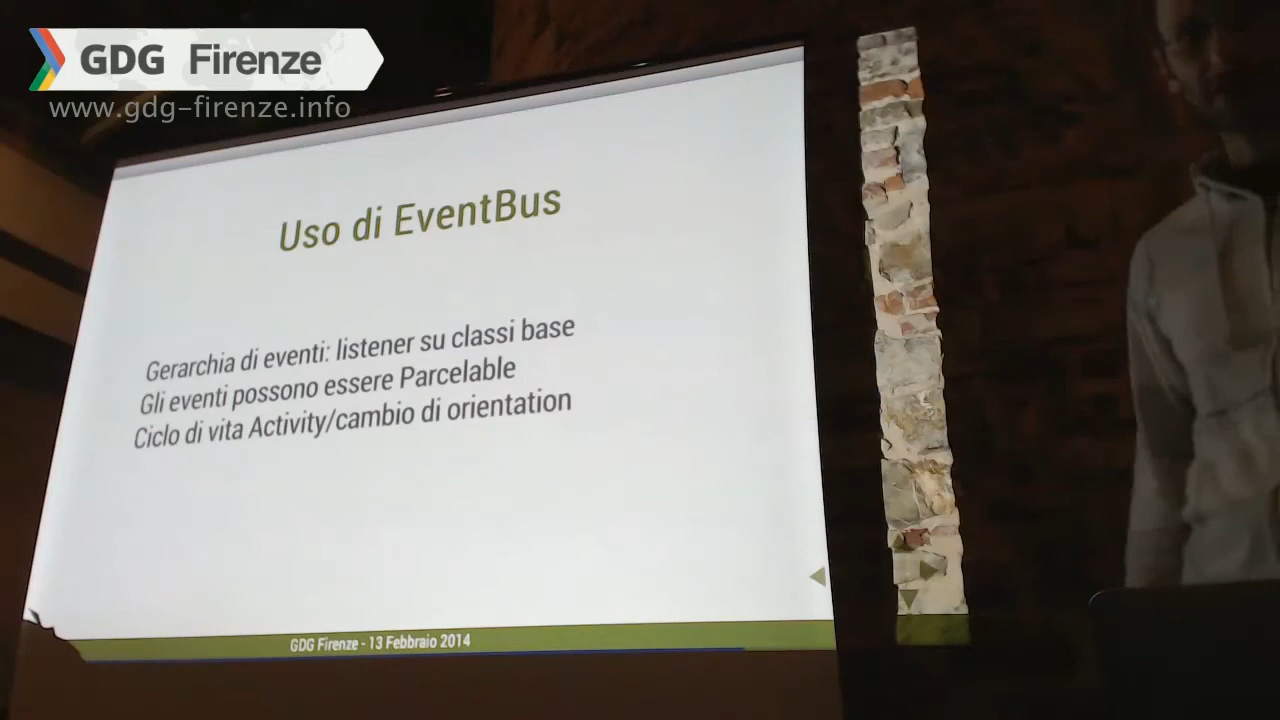 GDG Firenze
www.gdg-firenze.info
Uso di EventBus
Gerarchia di eventi: listener su classi base
Gli eventi possono essere Parcelable
Ciclo di vita Activity/cambio di orientation
GDG Firenze - 13 Febbraio 2014